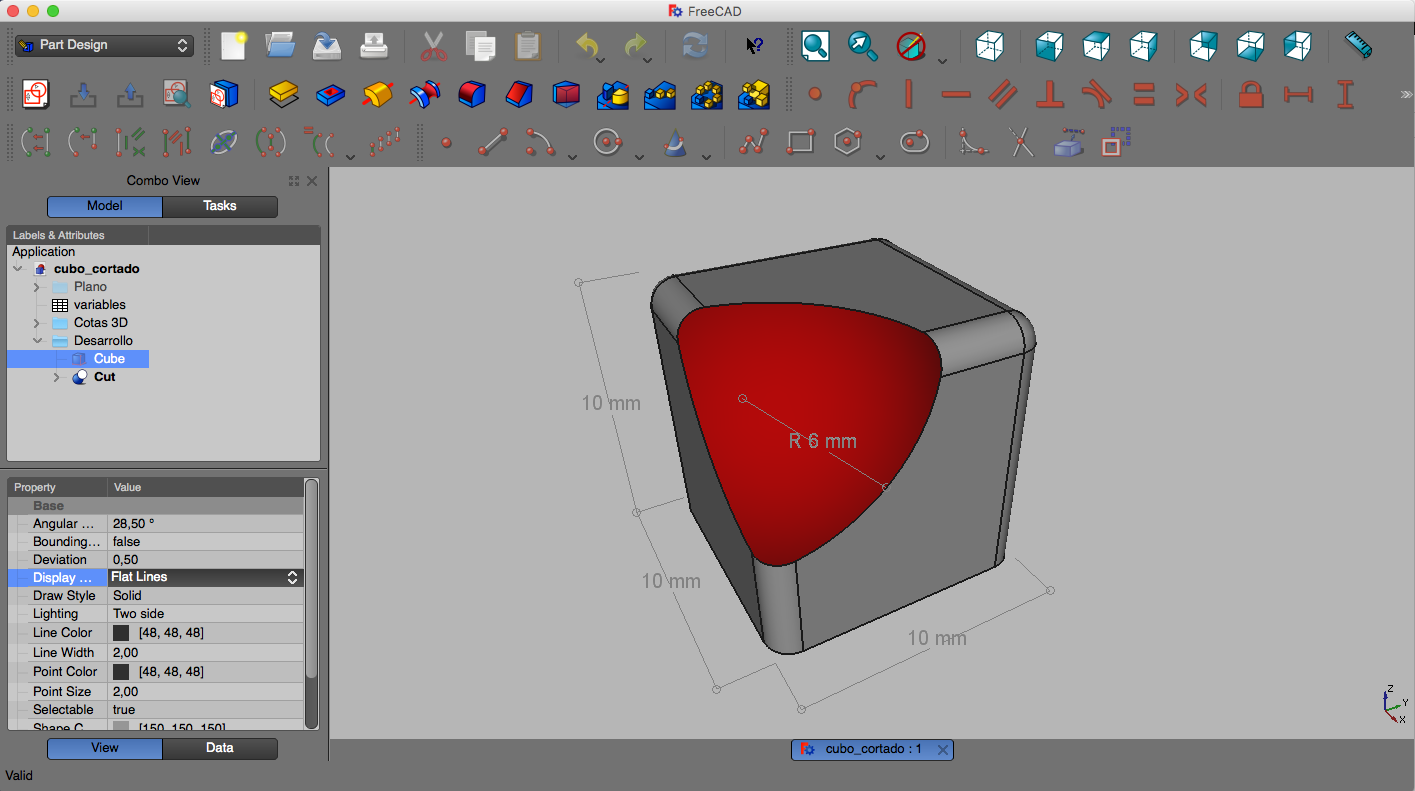 FreeCAD
Part Design
Combo View
Model Tasks
Labels & Attributes
Application
cubo_cortado
Plano
variables
Cotas 3D
Desarrollo
Cube
Cut
Property Value
Base
Angular ... 28,50 °
Bounding... false
Deviation 0,50
Display ... Flat Lines
Draw Style Solid
Lighting Two side
Line Color [48, 48, 48]
Line Width 2,00
Point Color [48, 48, 48]
Point Size 2,00
Selectable true
Shape C [150, 150, 150]
View Data
Valid
10 mm
R 6 mm
10 mm
10 mm
Z
Y
X
cubo_cortado : 1